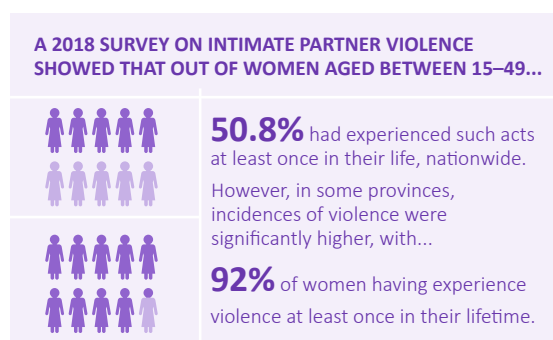 A 2018 SURVEY ON INTIMATE PARTNER VIOLENCE
SHOWED THAT OUT OF WOMEN AGED BETWEEN 15–49...
50.8% had experienced such acts
at least once in their life, nationwide.
However, in some provinces,
incidences of violence were
significantly higher, with...
92% of women having experience
violence at least once in their lifetime.